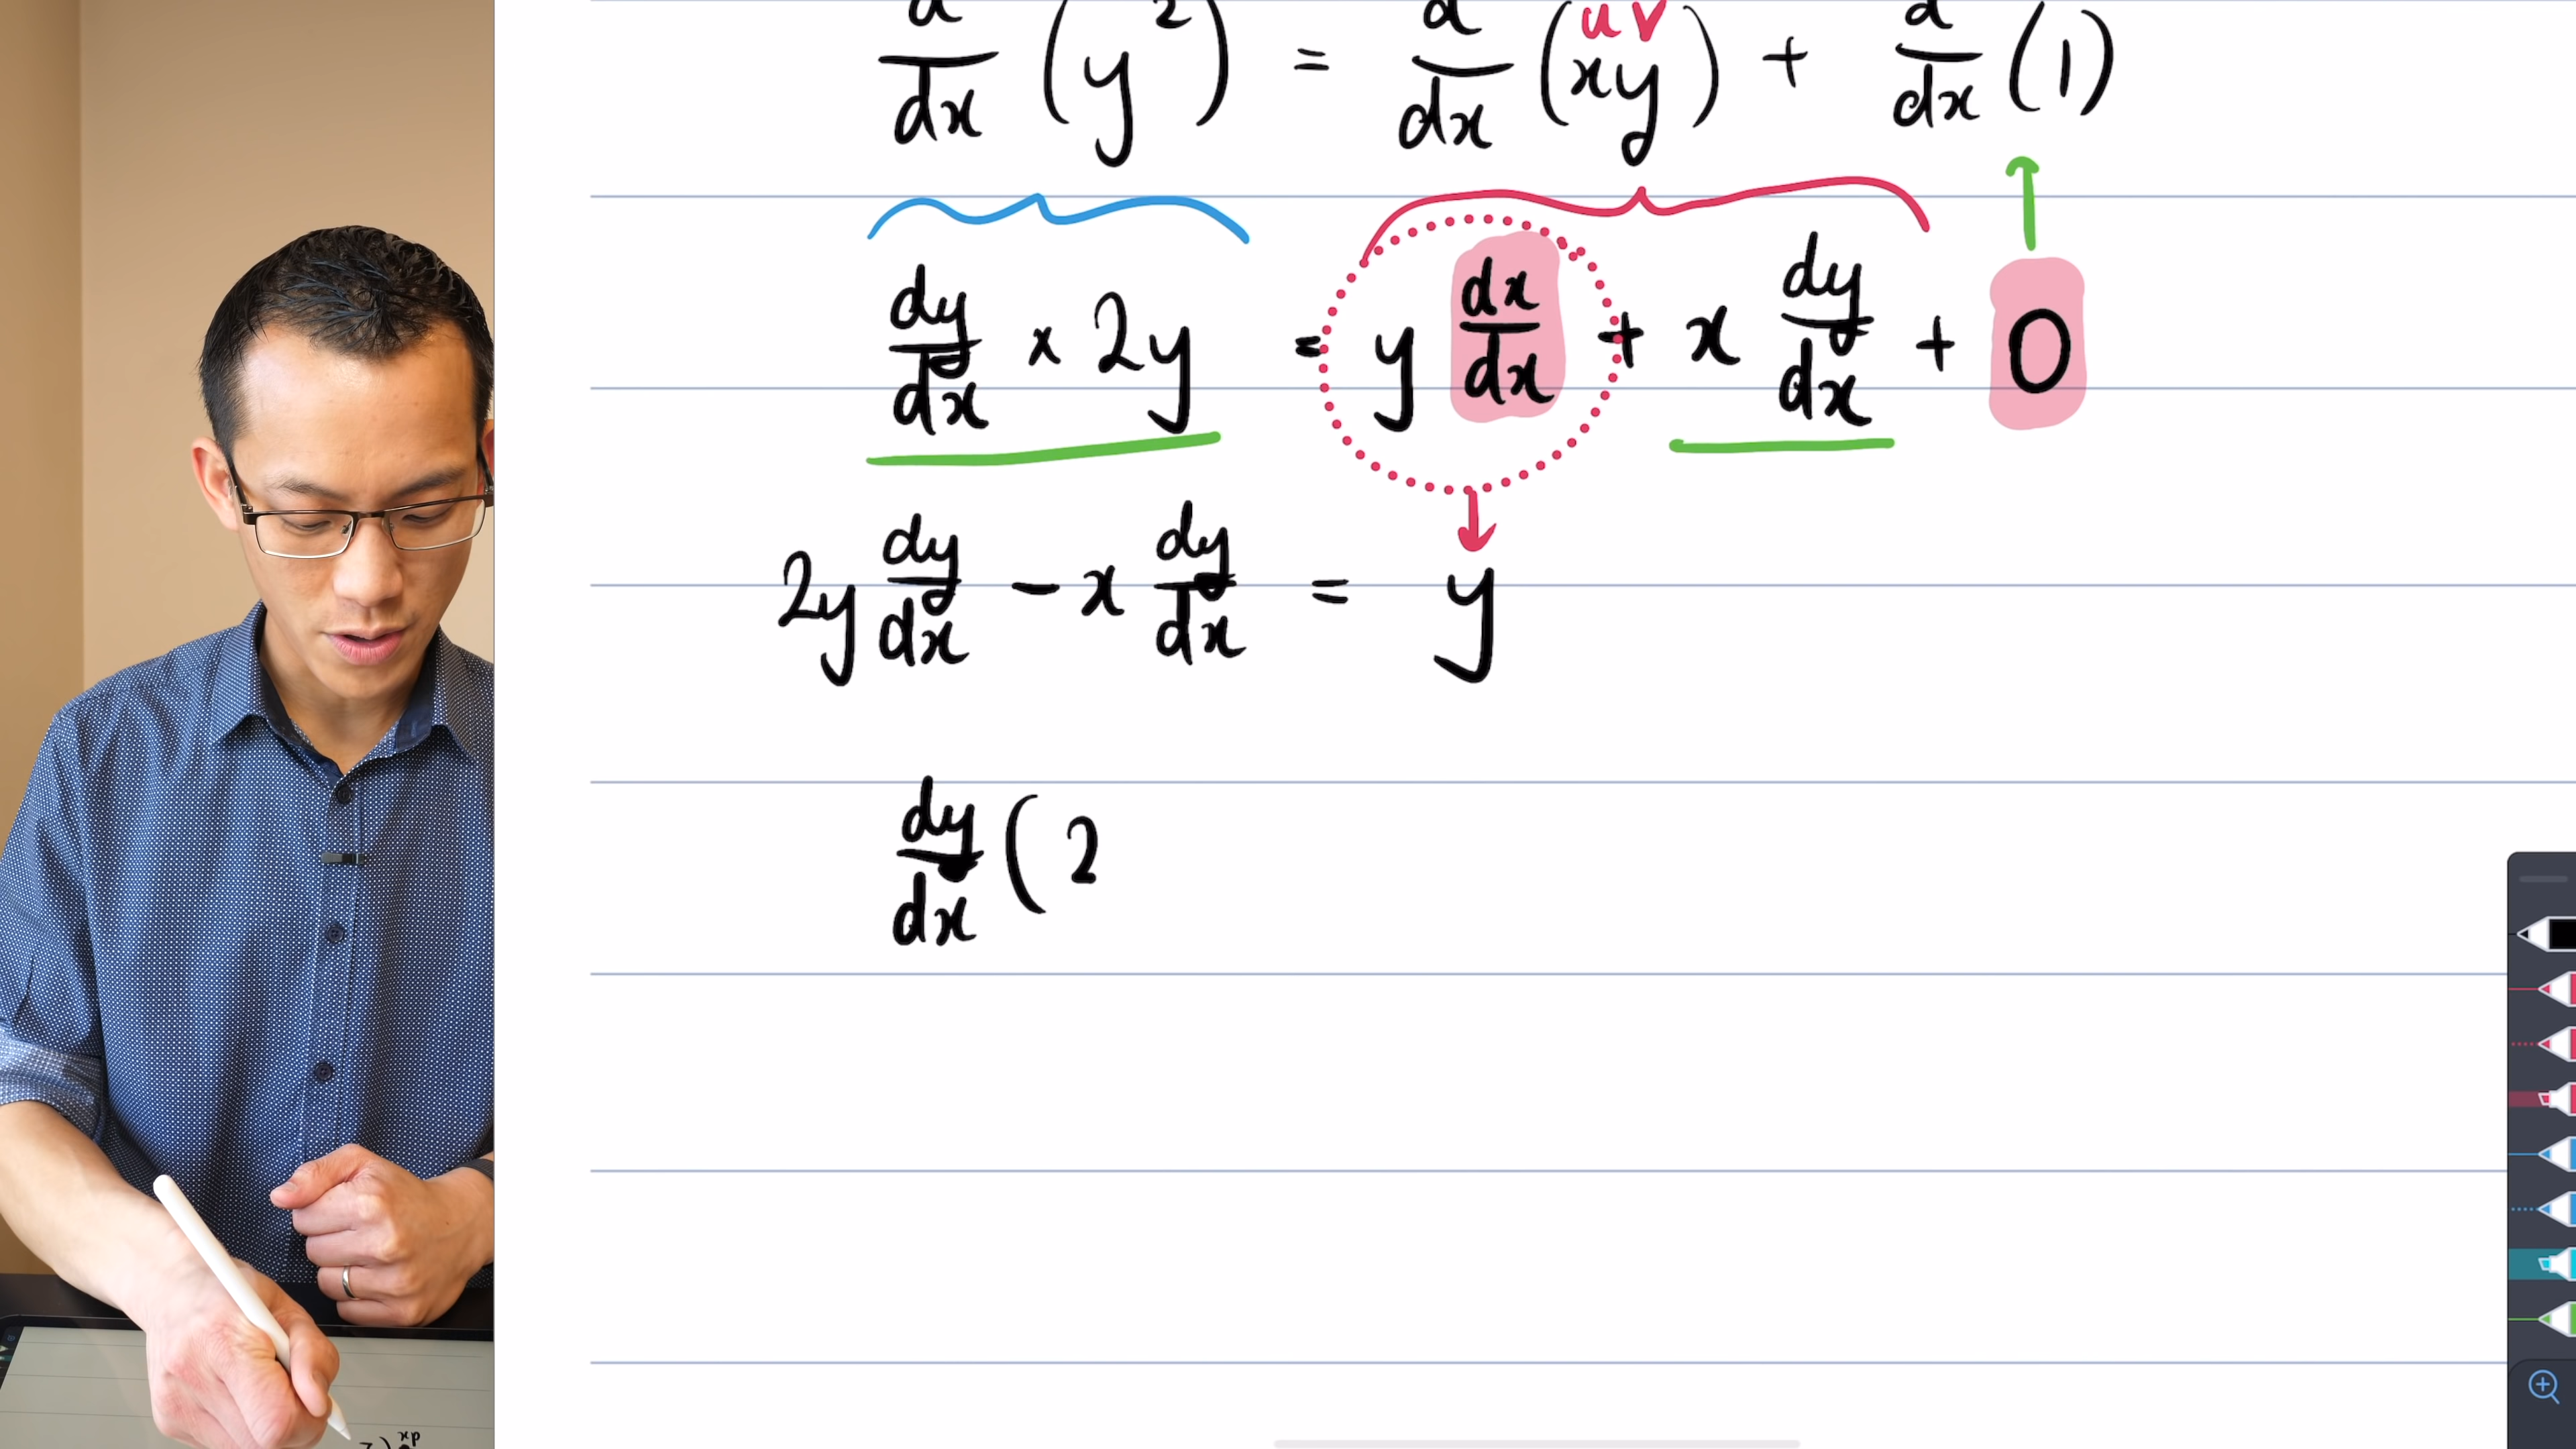 d/dx (y²) = d/dx (xy) + d/dx (1)
u v
dy/dx × 2y = y dx/dx + x dy/dx + 0
2y dy/dx - x dy/dx = y
dy/dx (2